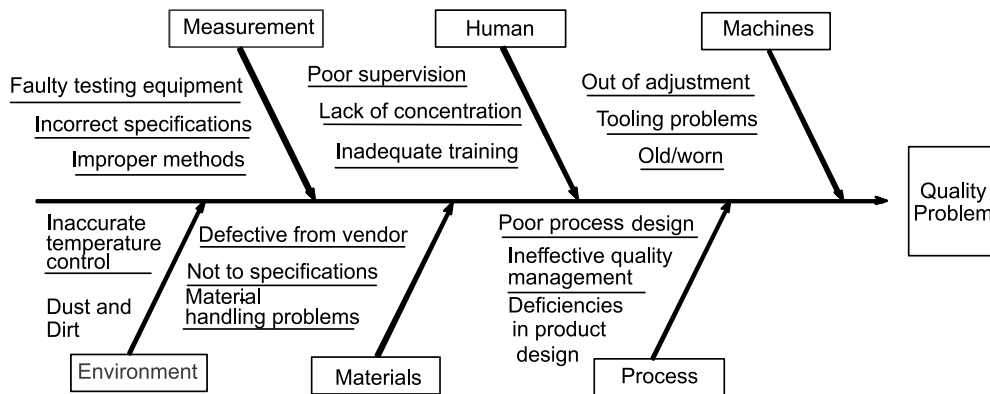 Measurement
Human
Machines
Faulty testing equipment
Incorrect specifications
Improper methods
Poor supervision
Lack of concentration
Inadequate training
Out of adjustment
Tooling problems
Old/worn
Quality
Problem
Inaccurate
temperature
control
Dust and
Dirt
Defective from vendor
Not to specifications
Material
handling problems
Poor process design
Ineffective quality
management
Deficiencies
in product
design
Environment
Materials
Process